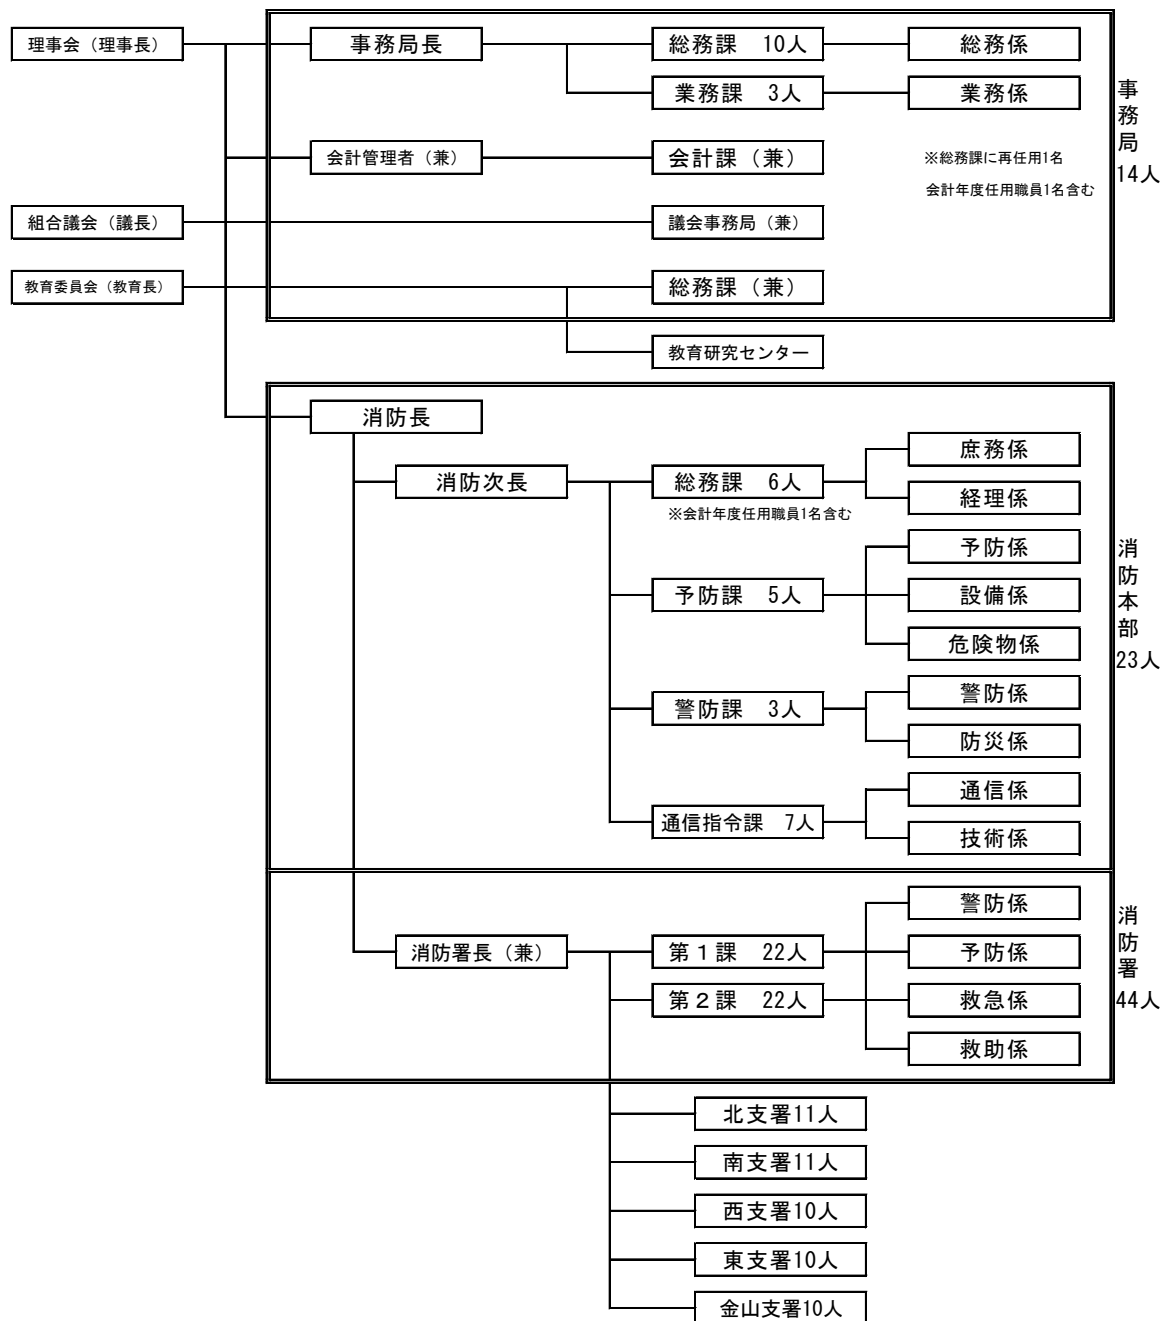 理事会（理事長）
事務局長
総務課　10人
総務係
業務課　3人
業務係
会計管理者（兼）
会計課（兼）
※総務課に再任用1名
会計年度任用職員1名含む
事務局
14人
組合議会（議長）
議会事務局（兼）
教育委員会（教育長）
総務課（兼）
教育研究センター
消防長
消防次長
総務課　6人
※会計年度任用職員1名含む
庶務係
経理係
予防課　5人
予防係
設備係
危険物係
消防本部
23人
警防課　3人
警防係
防災係
通信指令課　7人
通信係
技術係
消防署長（兼）
第１課　22人
第２課　22人
警防係
予防係
救急係
救助係
消防署
44人
北支署11人
南支署11人
西支署10人
東支署10人
金山支署10人